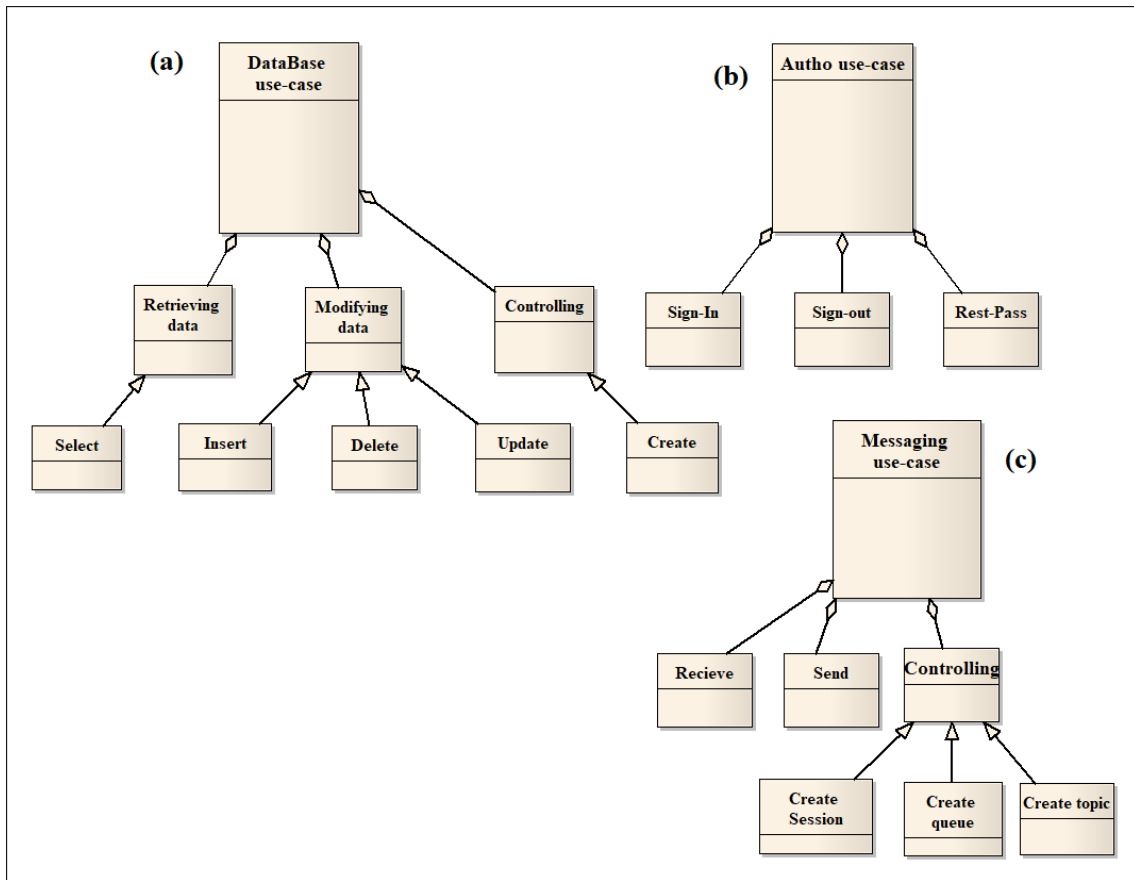 (a)
DataBase
use-case
Retrieving
data
Modifying
data
Controlling
Select
Insert
Delete
Update
Create
(b)
Autho use-case
Sign-In
Sign-out
Rest-Pass
(c)
Messaging
use-case
Recieve
Send
Controlling
Create
Session
Create
queue
Create topic